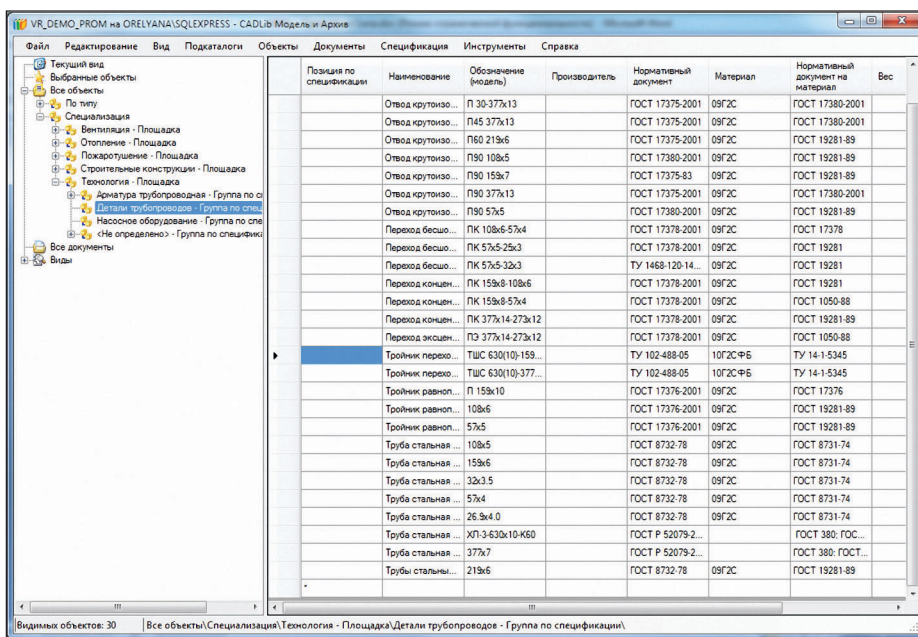 VR_DEMO_PROM на ORELYANA\SQLEXPRESS - CADLib Модель и Архив
Файл Редактирование Вид Подкаталоги Объекты Документы Спецификация Инструменты Справка
Текущий вид
Выбранные объекты
Все объекты
По типу
Специализация
Вентиляция - Площадка
Отопление - Площадка
Пожаротушение - Площадка
Строительные конструкции - Площадка
Технология - Площадка
Арматура трубопроводная - Группа по сп
Детали трубопроводов - Группа по спец
Насосное оборудование - Группа по спе
<Не определено> - Группа по специфика
Все документы
Виды
Позиция по спецификации Наименование Обозначение (модель) Производитель Нормативный документ Материал Нормативный документ на материал Вес
Отвод крутоизо... П 30-377x13 ГОСТ 17375-2001 09Г2С ГОСТ 17380-2001
Отвод крутоизо... П45 377x13 ГОСТ 17375-2001 09Г2С ГОСТ 17380-2001
Отвод крутоизо... П60 219x6 ГОСТ 17375-2001 09Г2С ГОСТ 19281-89
Отвод крутоизо... П90 108x5 ГОСТ 17380-2001 09Г2С ГОСТ 19281-89
Отвод крутоизо... П90 159x7 ГОСТ 17375-83 09Г2С ГОСТ 19281-89
Отвод крутоизо... П90 377x13 ГОСТ 17375-2001 09Г2С ГОСТ 17380-2001
Отвод крутоизо... П90 57x5 ГОСТ 17380-2001 09Г2С ГОСТ 19281-89
Переход бесшо... ПК 108x6-57x4 ГОСТ 17378-2001 09Г2С ГОСТ 17378
Переход бесшо... ПК 57x5-25x3 ГОСТ 17378-2001 09Г2С ГОСТ 19281
Переход бесшо... ПК 57x5-32x3 ТУ 1468-120-14... 09Г2С ГОСТ 19281
Переход концен... ПК 159x8-108x6 ГОСТ 17378-2001 09Г2С ГОСТ 19281
Переход концен... ПК 159x8-57x4 ГОСТ 17378-2001 09Г2С ГОСТ 1050-88
Переход концен... ПК 377x14-273x12 ГОСТ 17378-2001 09Г2С ГОСТ 19281-89
Переход эксцен... ПЭ 377x14-273x12 ГОСТ 17378-2001 09Г2С ГОСТ 1050-88
Тройник перехо... ТШС 630(10)-159... ТУ 102-488-05 10Г2СФБ ТУ 14-1-5345
Тройник перехо... ТШС 630(10)-377... ТУ 102-488-05 10Г2СФБ ТУ 14-1-5345
Тройник равноп... П 159x10 ГОСТ 17376-2001 09Г2С ГОСТ 17376
Тройник равноп... 108x6 ГОСТ 17376-2001 09Г2С ГОСТ 19281-89
Тройник равноп... 57x5 ГОСТ 17376-2001 09Г2С ГОСТ 19281-89
Труба стальная ... 108x5 ГОСТ 8732-78 09Г2С ГОСТ 8731-74
Труба стальная ... 159x6 ГОСТ 8732-78 09Г2С ГОСТ 8731-74
Труба стальная ... 32x3.5 ГОСТ 8732-78 09Г2С ГОСТ 8731-74
Труба стальная ... 57x4 ГОСТ 8732-78 09Г2С ГОСТ 8731-74
Труба стальная ... 26.9x4.0 ГОСТ 8732-78 09Г2С ГОСТ 8731-74
Труба стальная ... ХЛ-3-630x10-К60 ГОСТ Р 52079-2... ГОСТ 380; ГОС...
Труба стальная ... 377x7 ГОСТ Р 52079-2... ГОСТ 380; ГОСТ...
Трубы стальны... 219x6 ГОСТ 8732-78 09Г2С ГОСТ 19281-89
Видимых объектов: 30 Все объекты\Специализация\Технология - Площадка\Детали трубопроводов - Группа по спецификации\